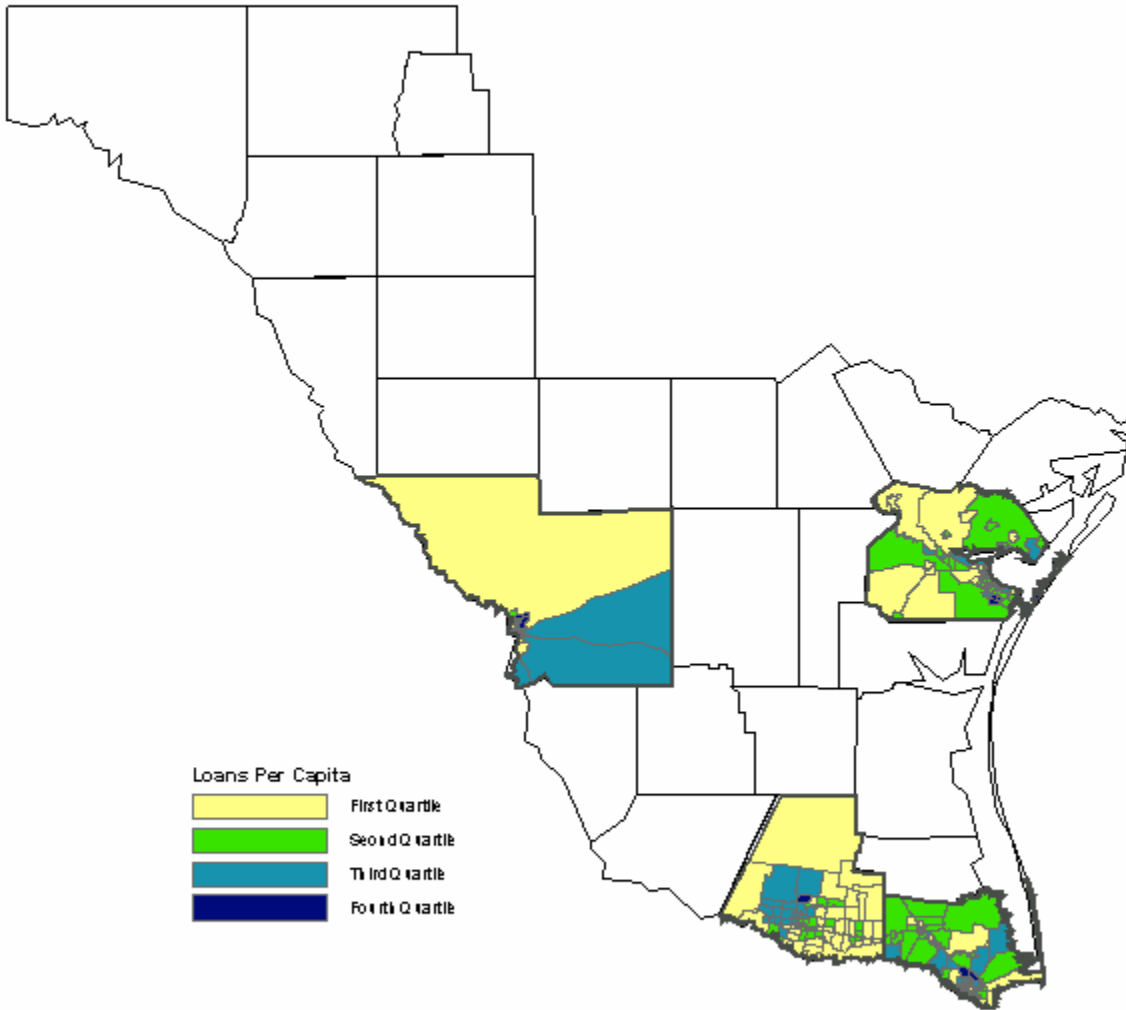 Loans Per Capita
First Quartile
Second Quartile
Third Quartile
Fourth Quartile